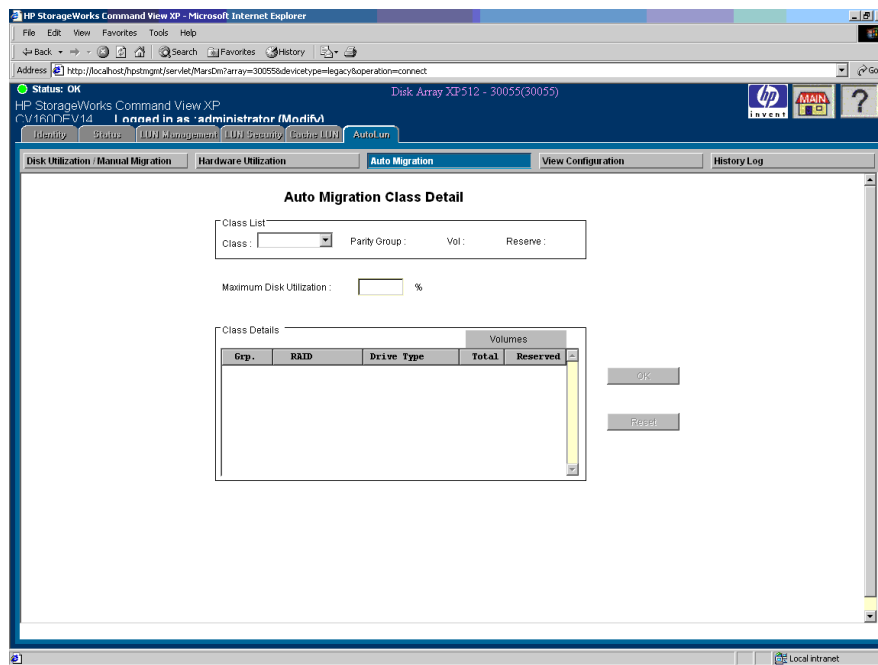 HP StorageWorks Command View XP - Microsoft Internet Explorer
File Edit View Favorites Tools Help
Back Search Favorites History
Address http://localhost/hpstmgmt/servlet/MarsDm?array=30055&devicetype=legacy&operation=connect Go
Status: OK Disk Array XP512 - 30055(30055)
HP StorageWorks Command View XP
CV160DEV14 Logged in as :administrator (Modify)
hp invent MAIN ?
Identity Status LUN Management LUN Security Cache LUN AutoLun
Disk Utilization / Manual Migration Hardware Utilization Auto Migration View Configuration History Log
Auto Migration Class Detail
Class List
Class : Parity Group : Vol : Reserve :
Maximum Disk Utilization : %
Class Details
Volumes
Grp. RAID Drive Type Total Reserved
OK
Reset
Local intranet